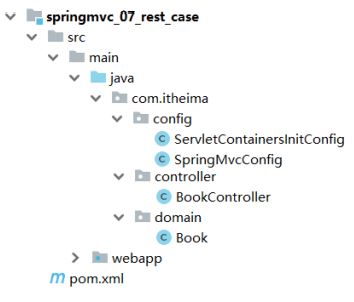 springmvc_07_rest_case
src
main
java
com.itheima
config
ServletContainersInitConfig
SpringMvcConfig
controller
BookController
domain
Book
webapp
pom.xml